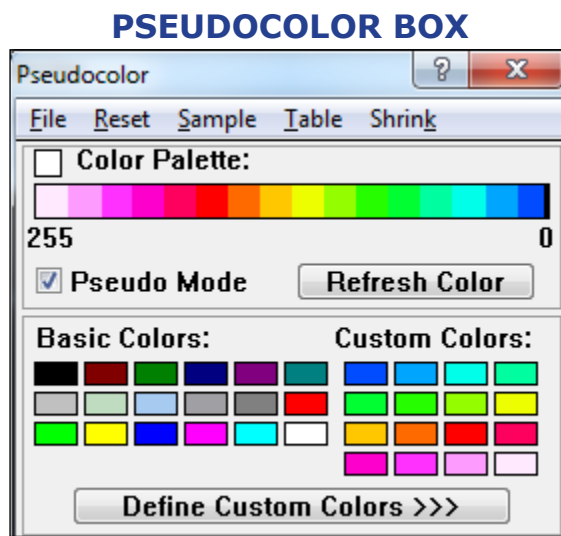 PSEUDOCOLOR BOX
Pseudocolor ? X
File Reset Sample Table Shrink
Color Palette:
255 0
Pseudo Mode Refresh Color
Basic Colors: Custom Colors:
Define Custom Colors >>>